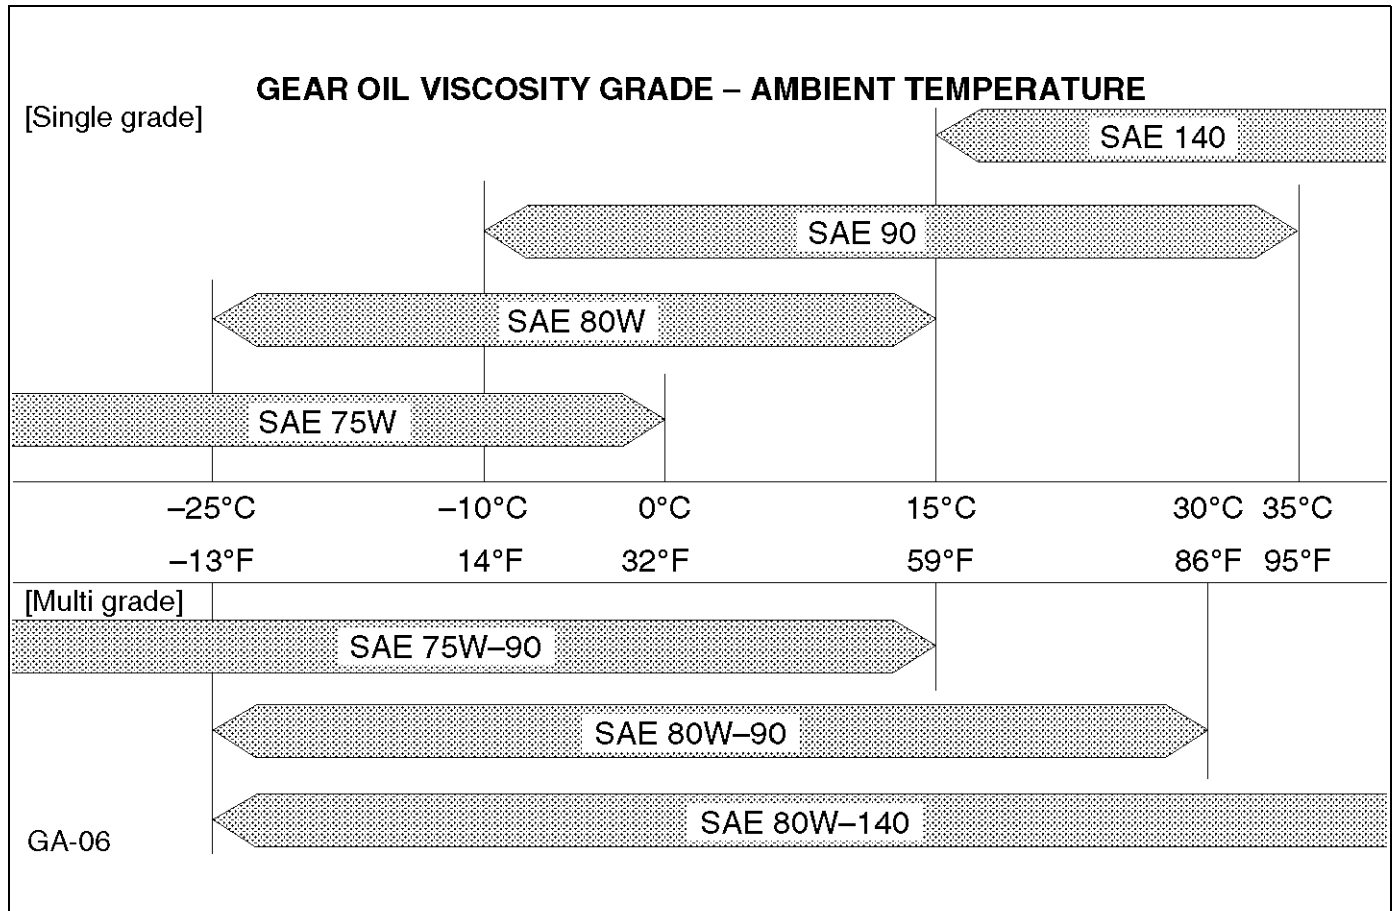 GEAR OIL VISCOSITY GRADE – AMBIENT TEMPERATURE
[Single grade]
SAE 140
SAE 90
SAE 80W
SAE 75W
–25°C –10°C 0°C 15°C 30°C 35°C
–13°F 14°F 32°F 59°F 86°F 95°F
[Multi grade]
SAE 75W–90
SAE 80W–90
SAE 80W–140
GA-06